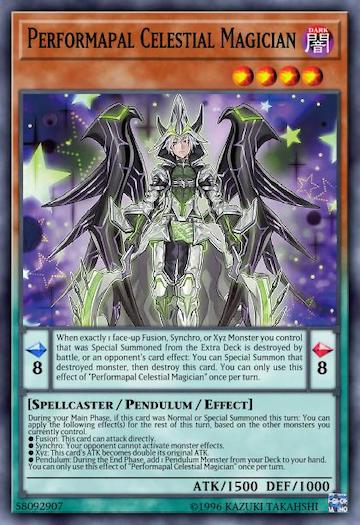 PERFORMAPAL CELESTIAL MAGICIAN
DARK
闇
When exactly 1 face-up Fusion, Synchro, or Xyz Monster you control
that was Special Summoned from the Extra Deck is destroyed by
battle, or an opponent's card effect: You can Special Summon that
destroyed monster, then destroy this card. You can only use this
effect of "Performapal Celestial Magician" once per turn.
8
8
[SPELLCASTER / PENDULUM / EFFECT]
During your Main Phase, if this card was Normal or Special Summoned this turn: You can
apply the following effect(s) for the rest of this turn, based on the other monsters you
currently control.
● Fusion: This card can attack directly.
● Synchro: Your opponent cannot activate monster effects.
● Xyz: This card's ATK becomes double its original ATK.
● Pendulum: During the End Phase, add 1 Pendulum Monster from your Deck to your hand.
You can only use this effect of "Performapal Celestial Magician" once per turn.
ATK/1500 DEF/1000
58092907
©1996 KAZUKI TAKAHSHI